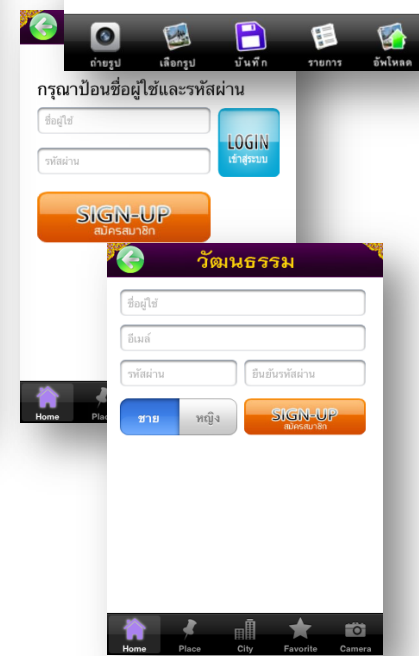 ถ่ายรูป เลือกรูป บันทึก รายการ อัพโหลด
กรุณาป้อนชื่อผู้ใช้และรหัสผ่าน
ชื่อผู้ใช้
รหัสผ่าน
LOGIN
เข้าสู่ระบบ
SIGN-UP
สมัครสมาชิก
Home
วัฒนธรรม
ชื่อผู้ใช้
อีเมล์
รหัสผ่าน ยืนยันรหัสผ่าน
ชาย หญิง SIGN-UP
สมัครสมาชิก
Home Place City Favorite Camera